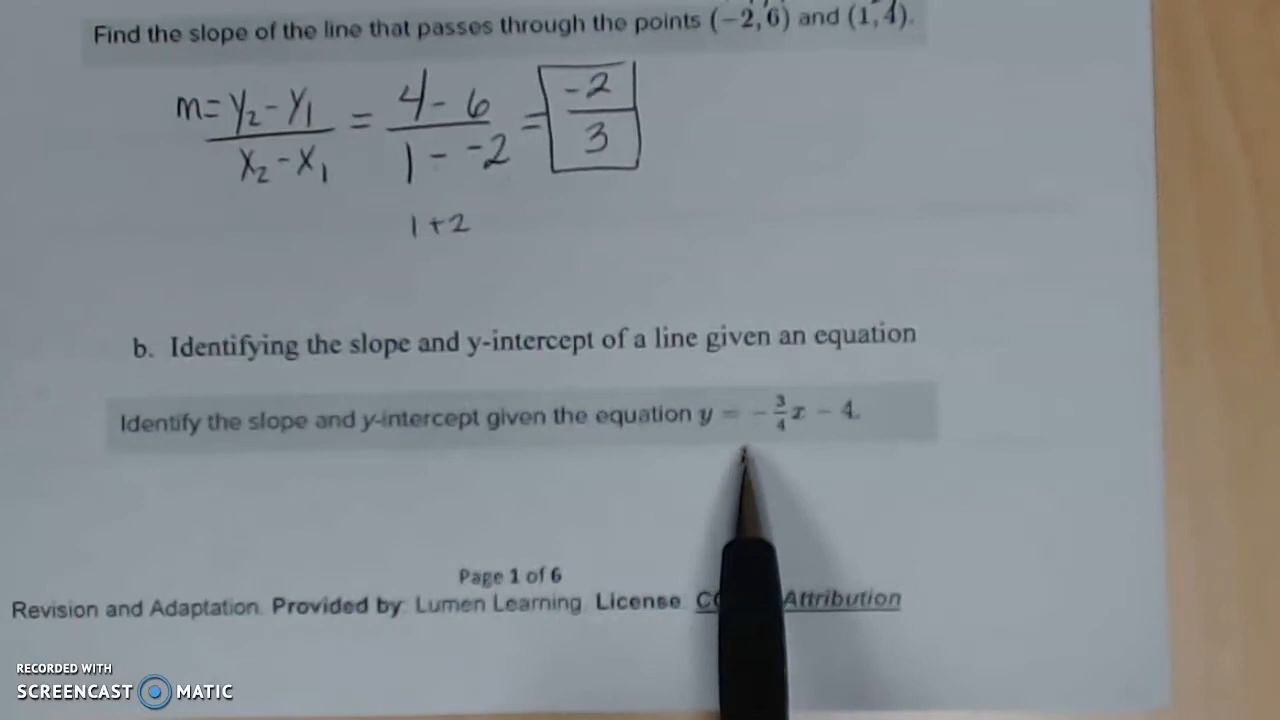 Find the slope of the line that passes through the points (−2, 6) and (1, 4).
m = y₂ - y₁ / x₂ - x₁ = 4 - 6 / 1 - -2 = -2 / 3
1 + 2
b. Identifying the slope and y-intercept of a line given an equation
Identify the slope and y-intercept given the equation y = −3/4 x − 4.
Page 1 of 6
Revision and Adaptation. Provided by: Lumen Learning. License: Attribution
RECORDED WITH
SCREENCAST MATIC